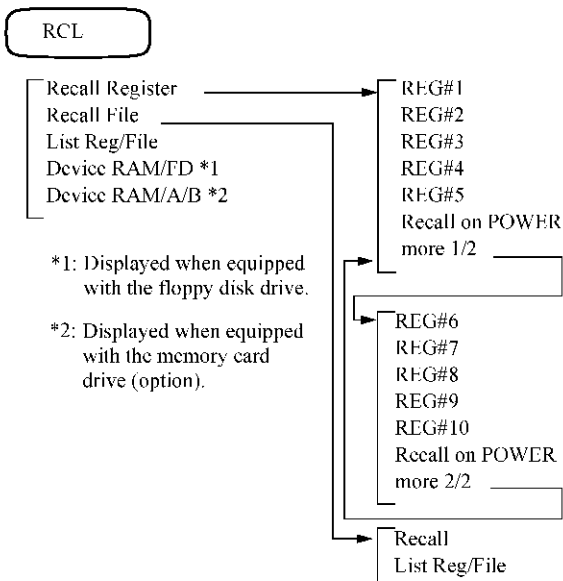 RCL
Recall Register
Recall File
List Reg/File
Device RAM/FD *1
Device RAM/A/B *2
*1: Displayed when equipped
with the floppy disk drive.
*2: Displayed when equipped
with the memory card
drive (option).
REG#1
REG#2
REG#3
REG#4
REG#5
Recall on POWER
more 1/2
REG#6
REG#7
REG#8
REG#9
REG#10
Recall on POWER
more 2/2
Recall
List Reg/File